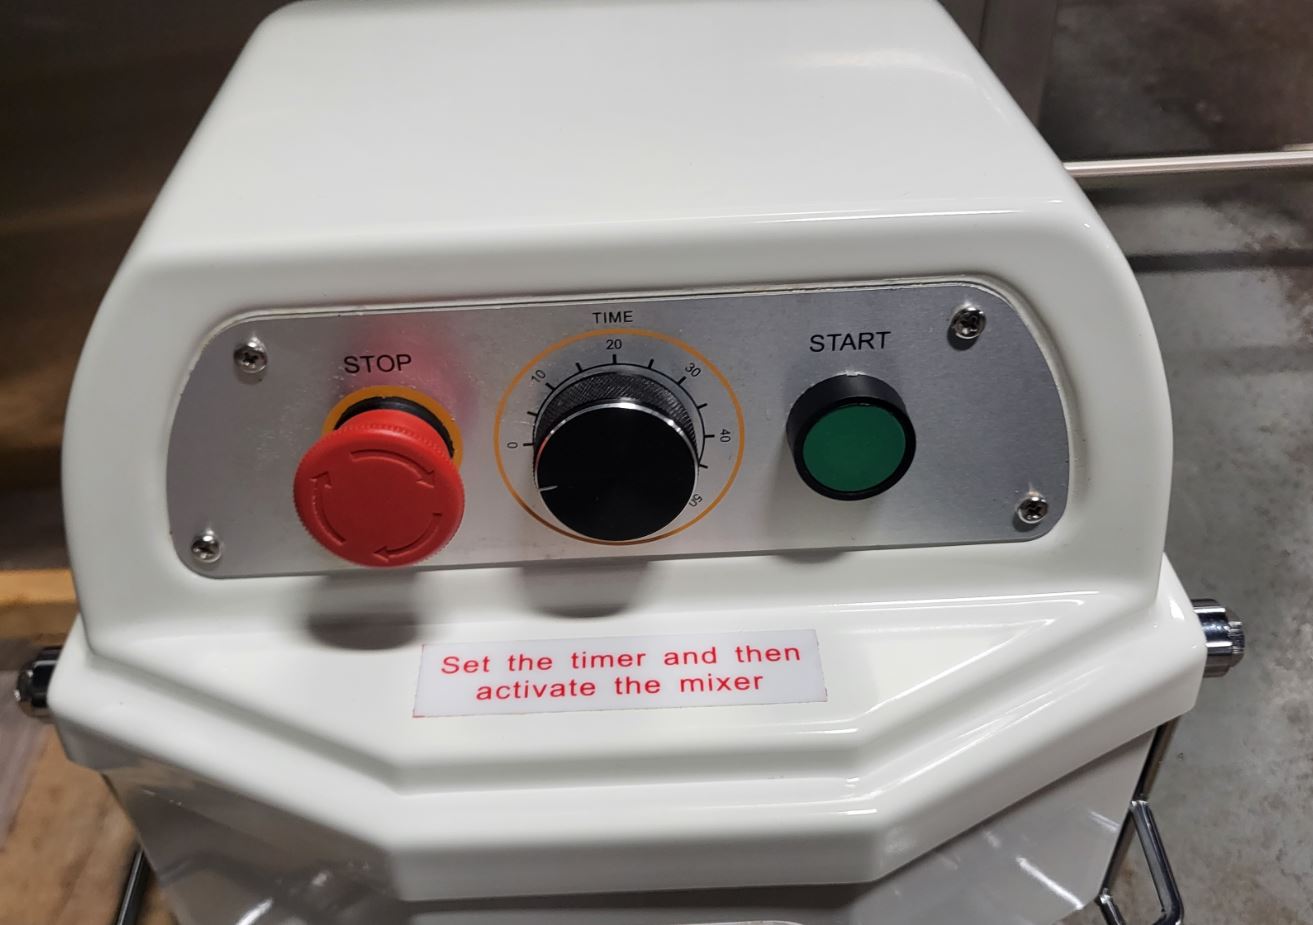 TIME
STOP
START
0
10
20
30
40
50
Set the timer and then
activate the mixer